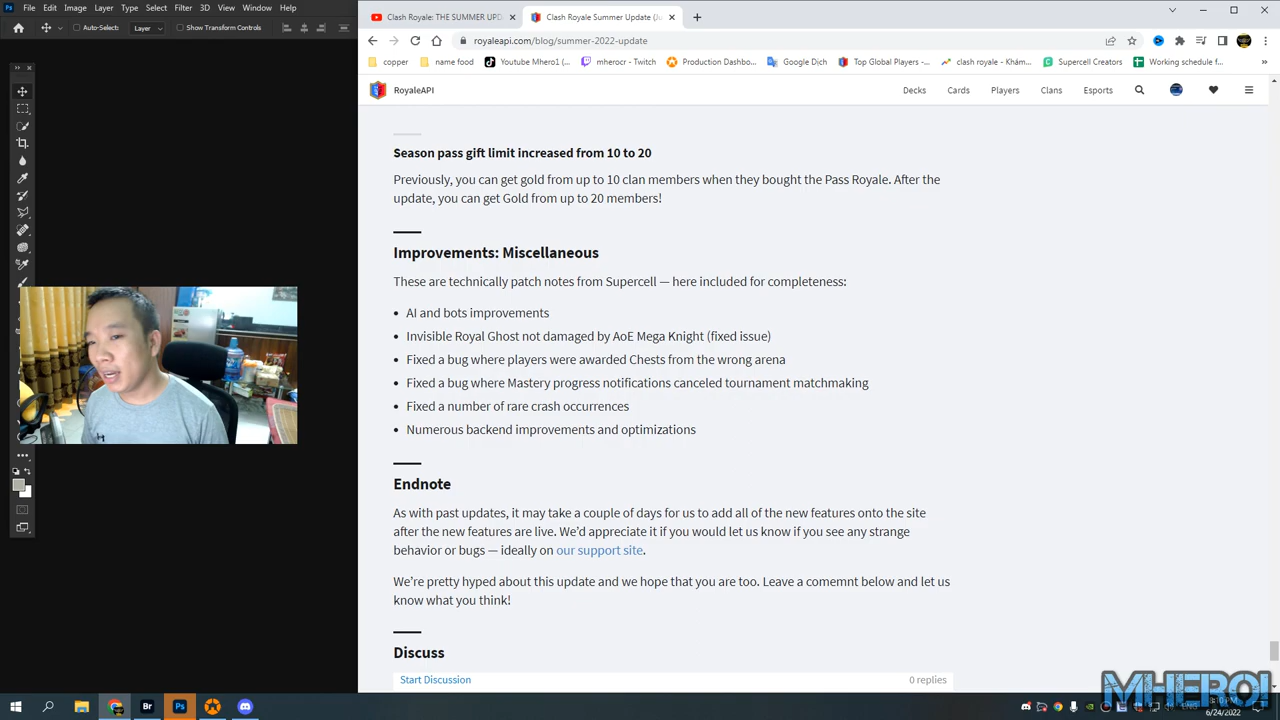 File Edit Image Layer Type Select Filter 3D View Window Help
Auto-Select: Layer Show Transform Controls
Clash Royale: THE SUMMER UPD
Clash Royale Summer Update (Ju
royaleapi.com/blog/summer-2022-update
copper
name food
Youtube Mhero1 (...
mherocr - Twitch
Production Dashbo...
Google Dịch
Top Global Players -...
clash royale - Khám...
Supercell Creators
Working schedule f...
RoyaleAPI
Decks Cards Players Clans Esports
Season pass gift limit increased from 10 to 20
Previously, you can get gold from up to 10 clan members when they bought the Pass Royale. After the
update, you can get Gold from up to 20 members!
Improvements: Miscellaneous
These are technically patch notes from Supercell — here included for completeness:
• AI and bots improvements
• Invisible Royal Ghost not damaged by AoE Mega Knight (fixed issue)
• Fixed a bug where players were awarded Chests from the wrong arena
• Fixed a bug where Mastery progress notifications canceled tournament matchmaking
• Fixed a number of rare crash occurrences
• Numerous backend improvements and optimizations
Endnote
As with past updates, it may take a couple of days for us to add all of the new features onto the site
after the new features are live. We’d appreciate it if you would let us know if you see any strange
behavior or bugs — ideally on our support site.
We’re pretty hyped about this update and we hope that you are too. Leave a comemnt below and let us
know what you think!
Discuss
Start Discussion 0 replies
6/24/2022